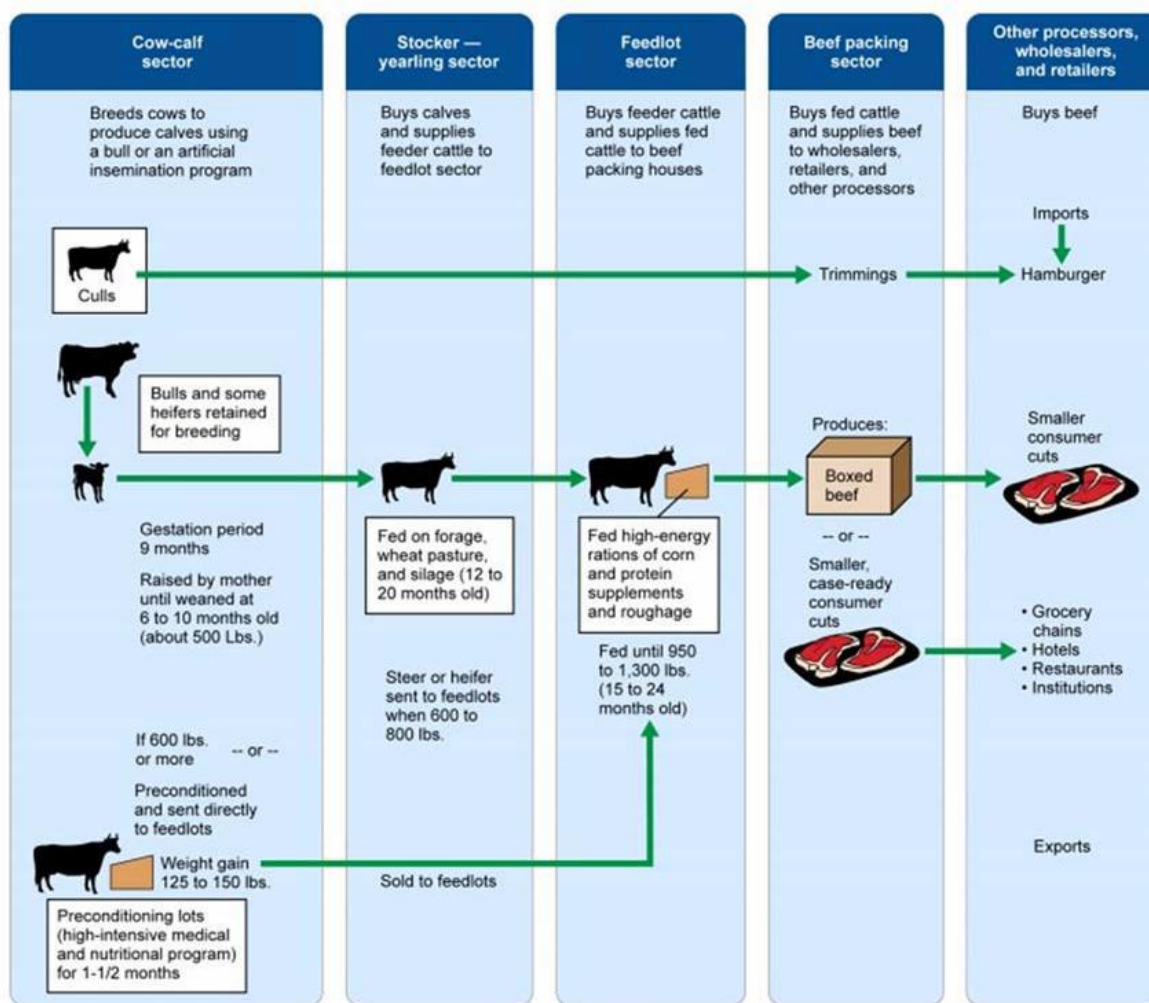 Cow-calf
sector
Breeds cows to
produce calves using
a bull or an artificial
insemination program
Culls
Bulls and some
heifers retained
for breeding
Gestation period
9 months
Raised by mother
until weaned at
6 to 10 months old
(about 500 Lbs.)
If 600 lbs.
or more
-- or --
Preconditioned
and sent directly
to feedlots
Weight gain
125 to 150 lbs.
Preconditioning lots
(high-intensive medical
and nutritional program)
for 1-1/2 months
Stocker —
yearling sector
Buys calves
and supplies
feeder cattle to
feedlot sector
Fed on forage,
wheat pasture,
and silage (12 to
20 months old)
Steer or heifer
sent to feedlots
when 600 to
800 lbs.
Sold to feedlots
Feedlot
sector
Buys feeder cattle
and supplies fed
cattle to beef
packing houses
Fed high-energy
rations of corn
and protein
supplements
and roughage
Fed until 950
to 1,300 lbs.
(15 to 24
months old)
Beef packing
sector
Buys fed cattle
and supplies beef
to wholesalers,
retailers, and
other processors
Trimmings
Produces:
Boxed
beef
-- or --
Smaller,
case-ready
consumer
cuts
Other processors,
wholesalers,
and retailers
Buys beef
Imports
Hamburger
Smaller
consumer
cuts
• Grocery
chains
• Hotels
• Restaurants
• Institutions
Exports